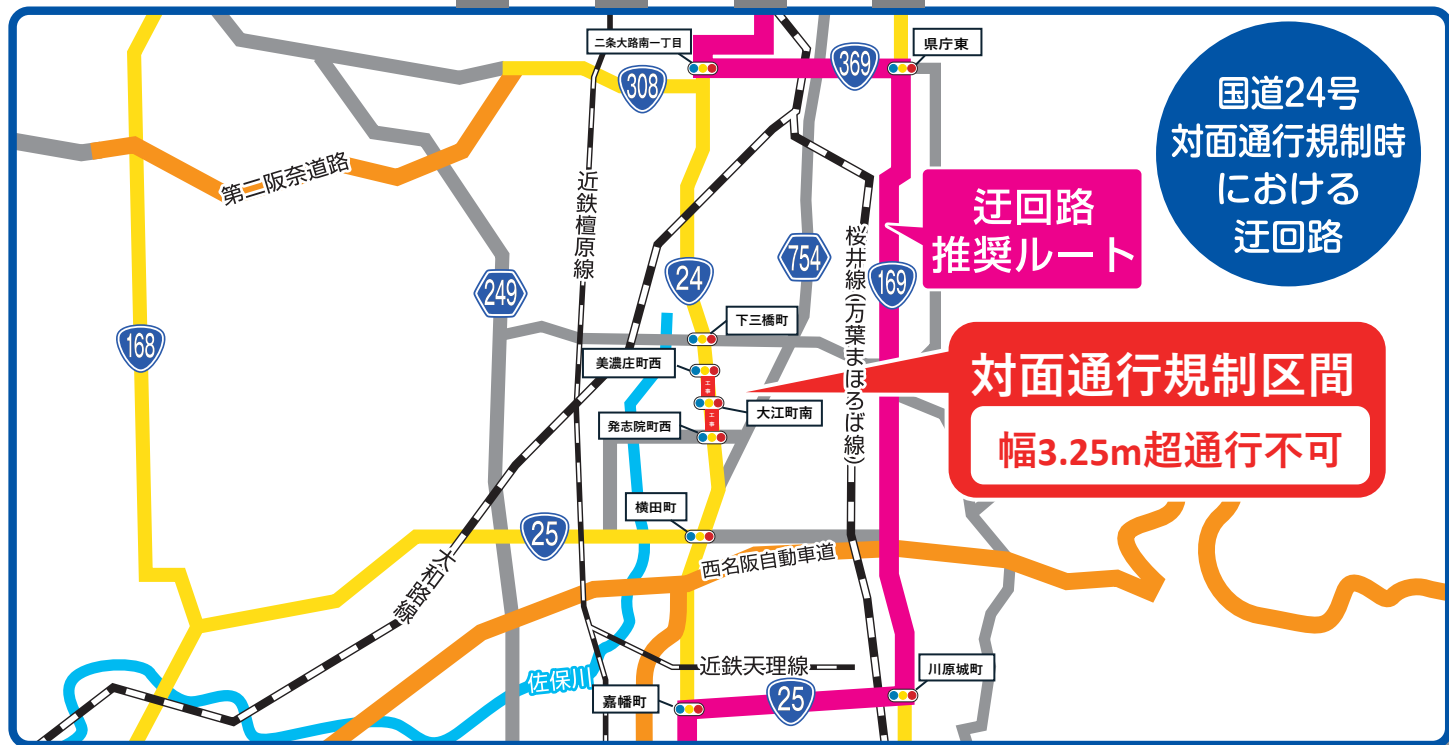 国道24号
対面通行規制時
における
迂回路
二条大路南一丁目
県庁東
308
369
第二阪奈道路
近鉄橿原線
迂回路
推奨ルート
249
24
754
桜井線(万葉まほろば線)
169
168
下三橋町
美濃庄町西
工事
大江町南
工事
発志院町西
対面通行規制区間
幅3.25m超通行不可
横田町
25
西名阪自動車道
大和路線
佐保川
近鉄天理線
川原城町
嘉幡町
25